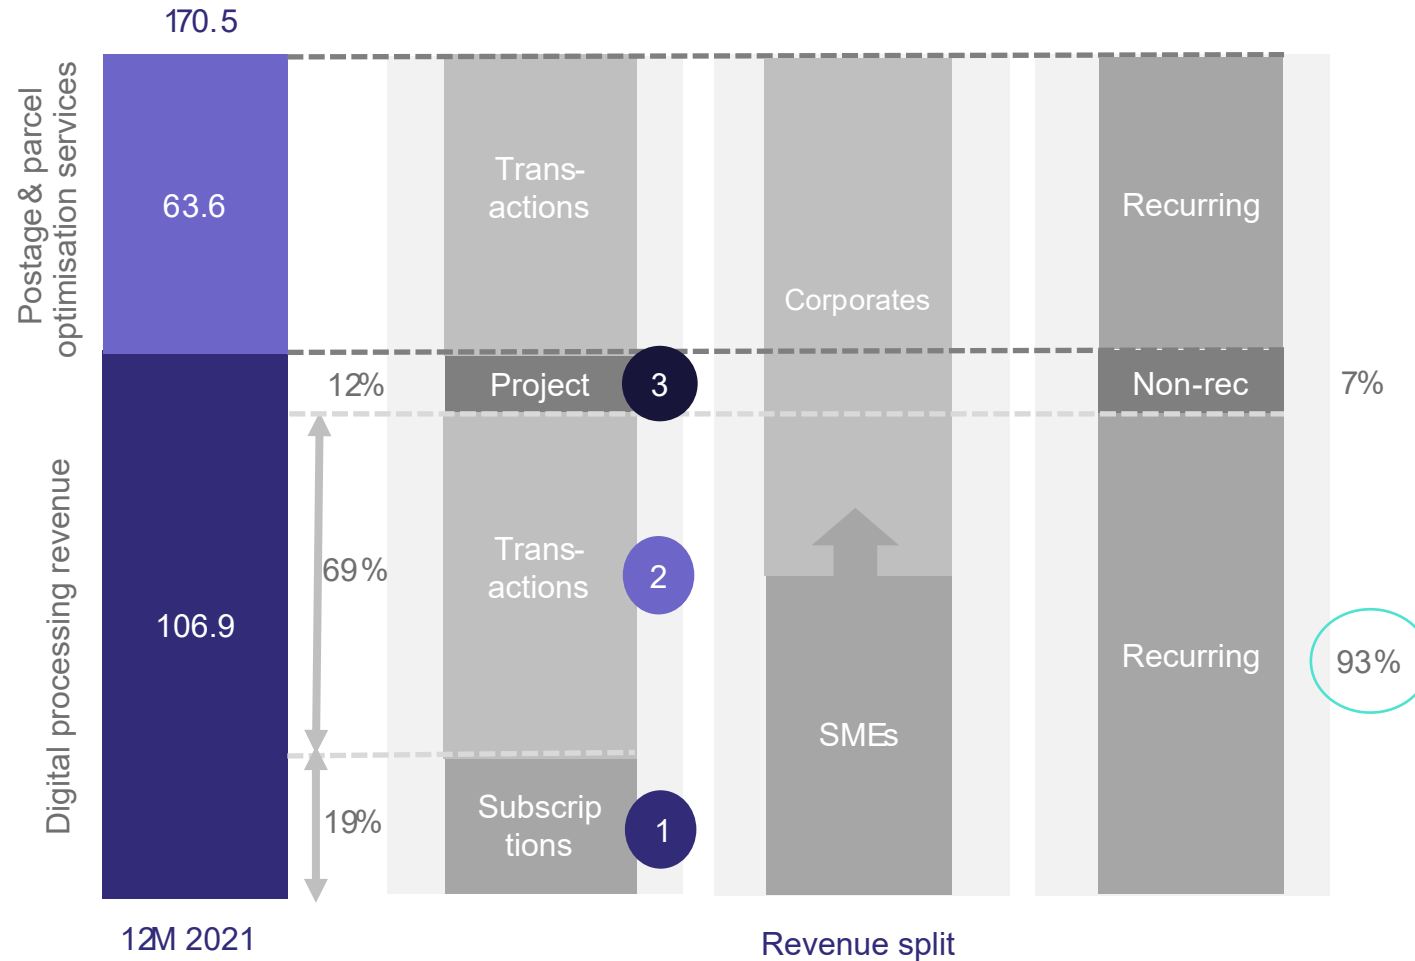 170.5
Postage & parcel
optimisation services
63.6
Trans-
actions
Corporates
Recurring
12%
Project
3
Non-rec
7%
Digital processing revenue
106.9
69%
Trans-
actions
2
SMEs
Recurring
93%
19%
Subscrip
tions
1
12M 2021
Revenue split